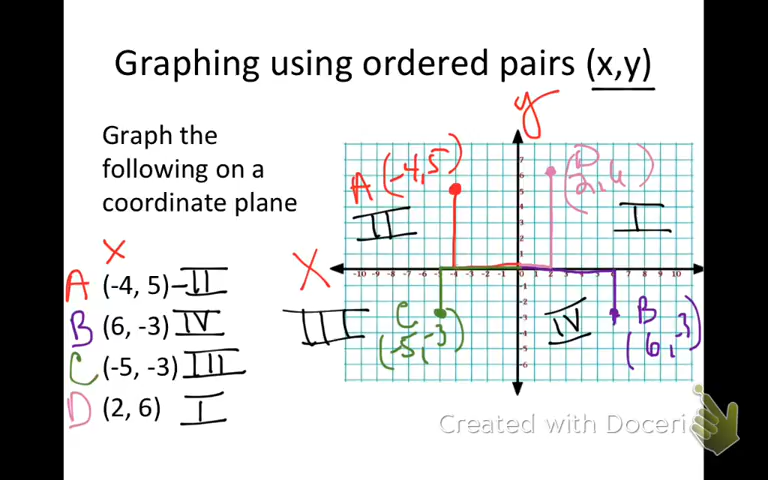 Graphing using ordered pairs (x,y)
Graph the
following on a
coordinate plane
X
A (-4, 5) – II
B (6, -3) IV
C (-5, -3) III
D (2, 6) I
y
A (-4,5)
D
(2,6)
II
I
X
III
IV
C
(-5,-3)
B
(6,-3)
7
6
5
4
3
2
1
-10 -9 -8 -7 -6 -5 -4 -3 -2 -1 0 1 2 3 4 5 6 7 8 9 10
-1
-2
-3
-4
-5
-6
Created with Doceri